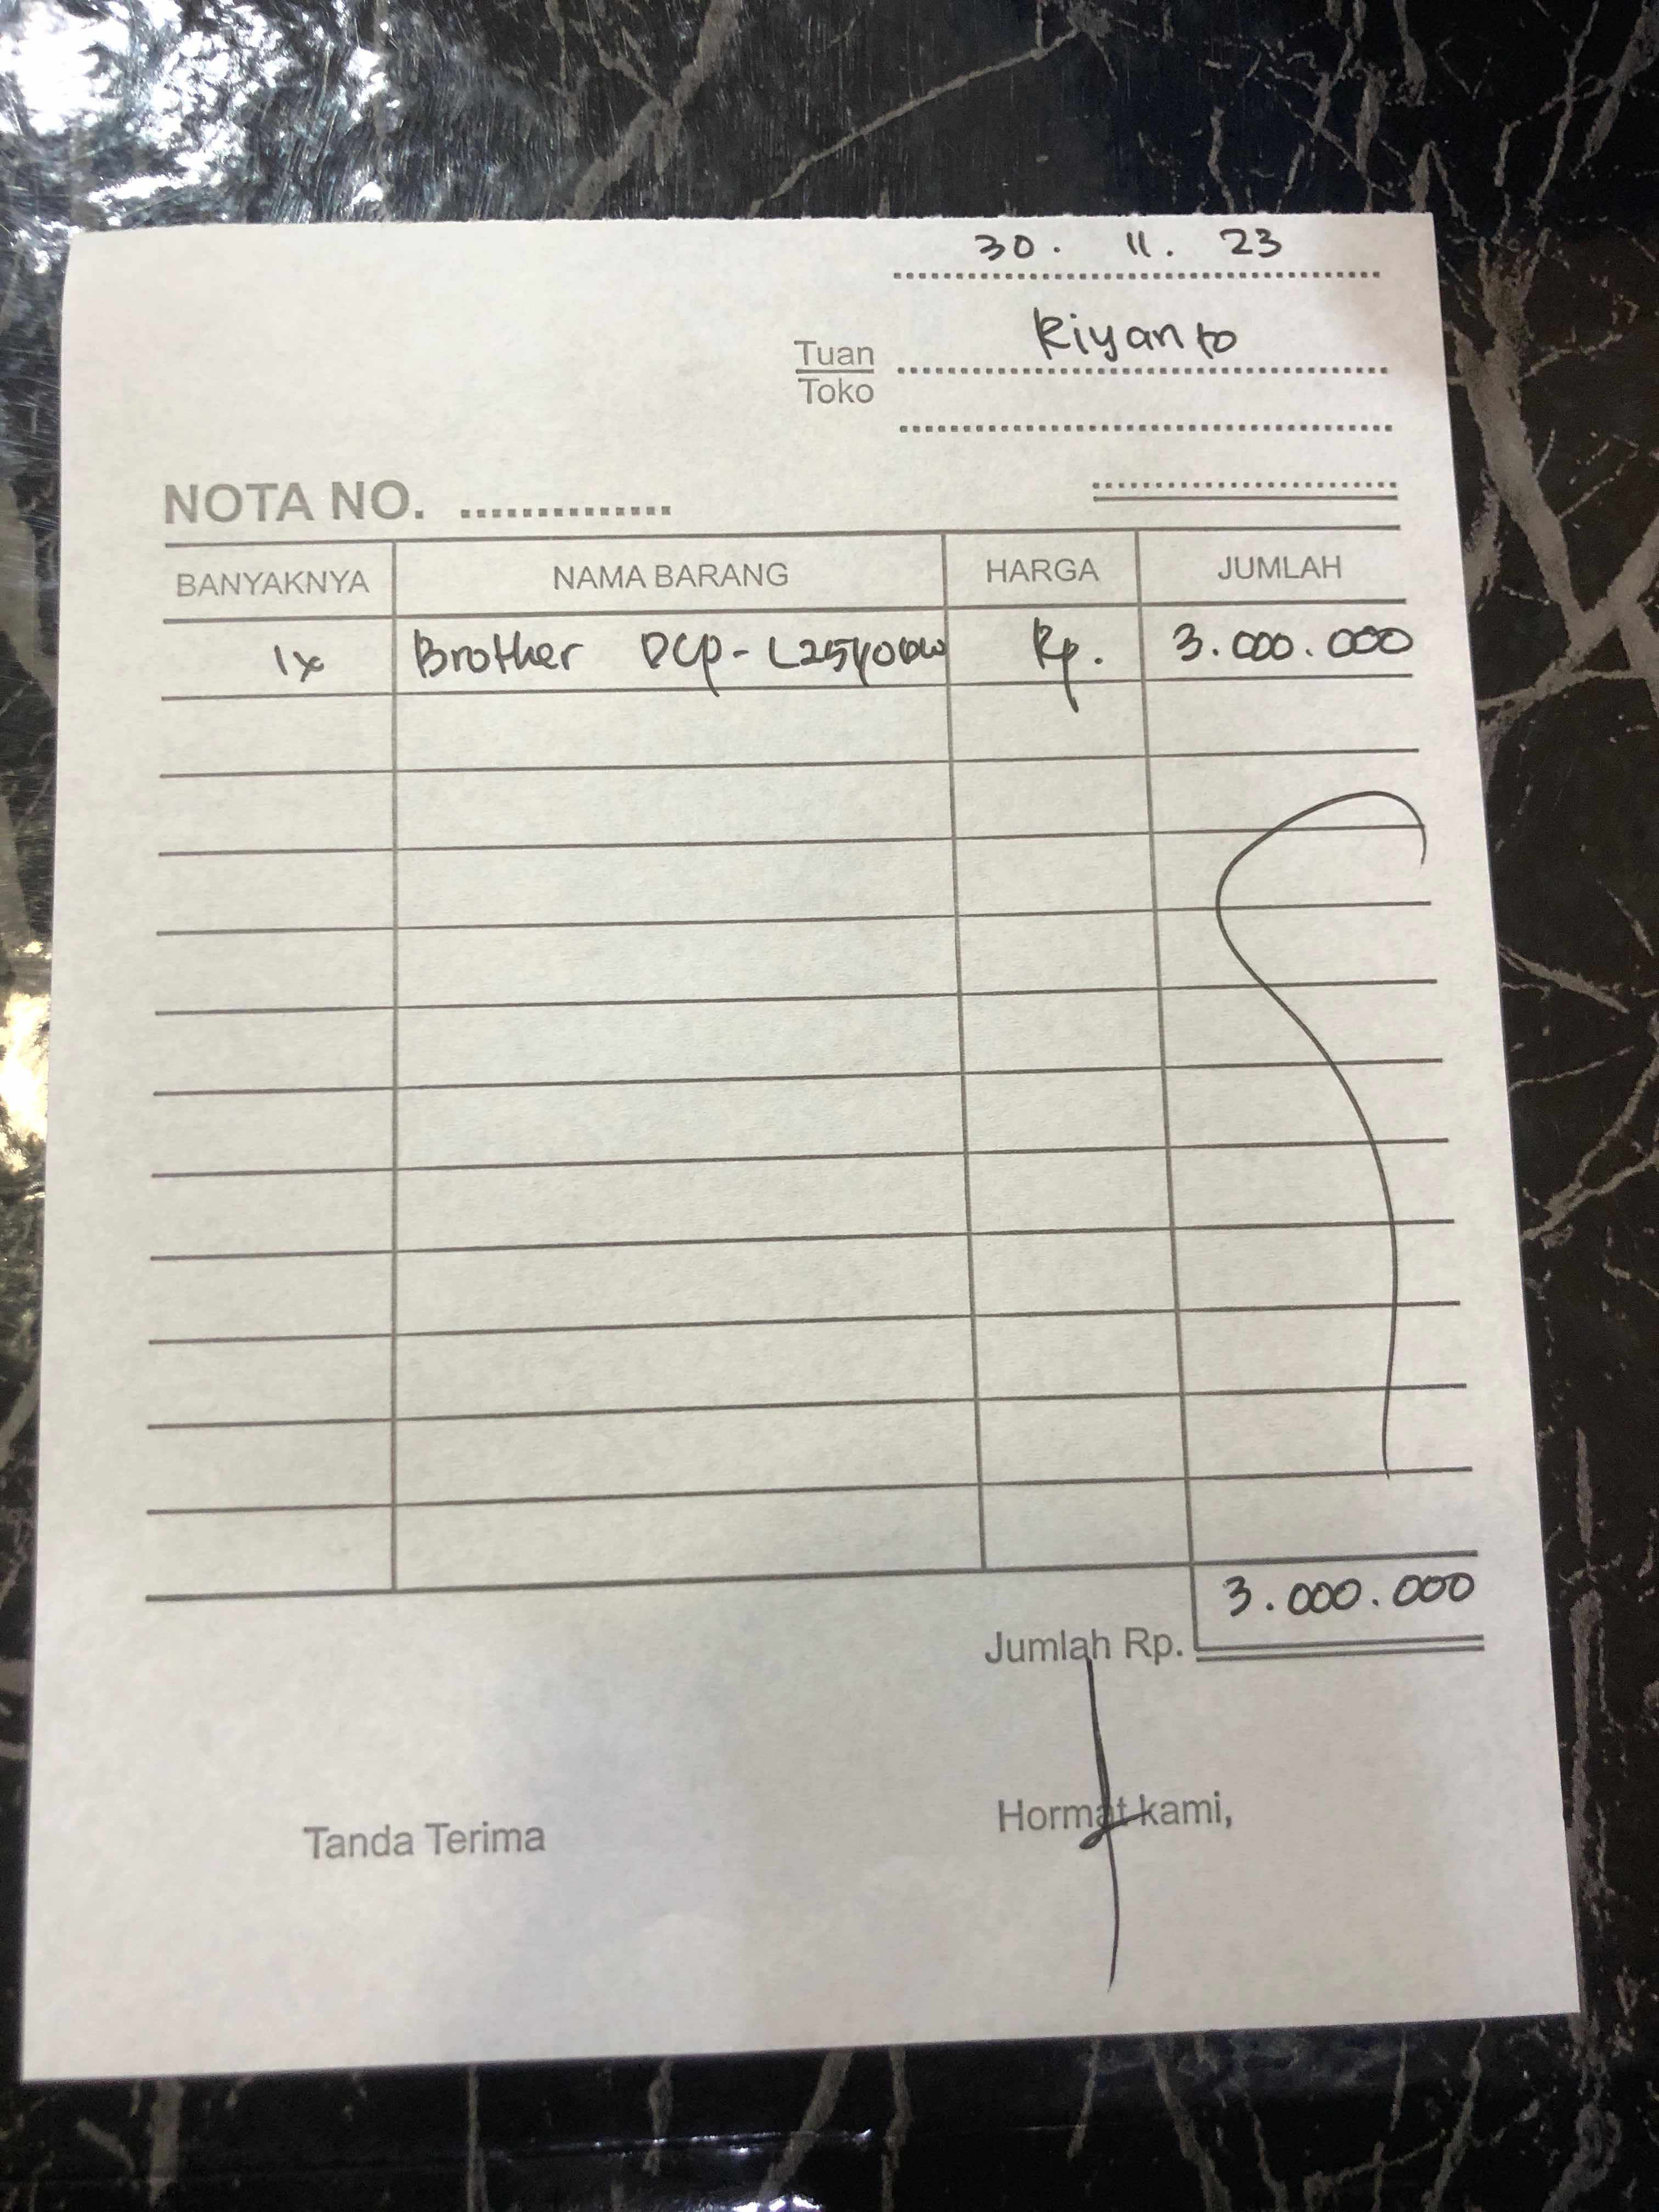 30. 11. 23
Tuan Riyanto
Toko
NOTA NO. ..............
BANYAKNYA NAMA BARANG HARGA JUMLAH
1x Brother DCP-L2540DW Rp. 3.000.000
3.000.000
Jumlah Rp.
Tanda Terima Hormat kami,